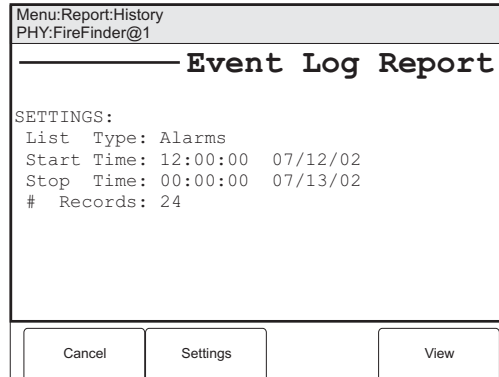 Menu:Report:History
PHY:FireFinder@1
Event Log Report
SETTINGS:
List Type: Alarms
Start Time: 12:00:00 07/12/02
Stop Time: 00:00:00 07/13/02
# Records: 24
Cancel Settings View